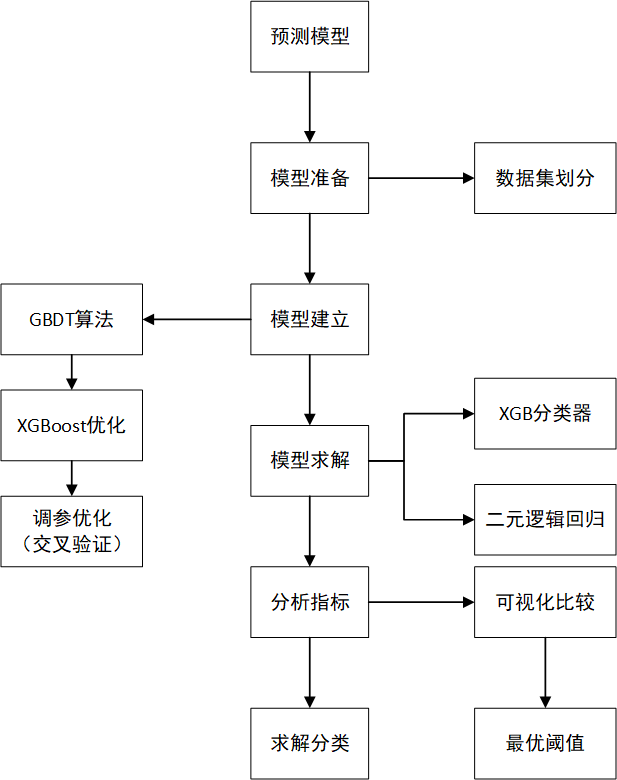 预测模型
模型准备
数据集划分
GBDT算法
模型建立
XGBoost优化
XGB分类器
模型求解
调参优化
（交叉验证）
二元逻辑回归
分析指标
可视化比较
求解分类
最优阈值